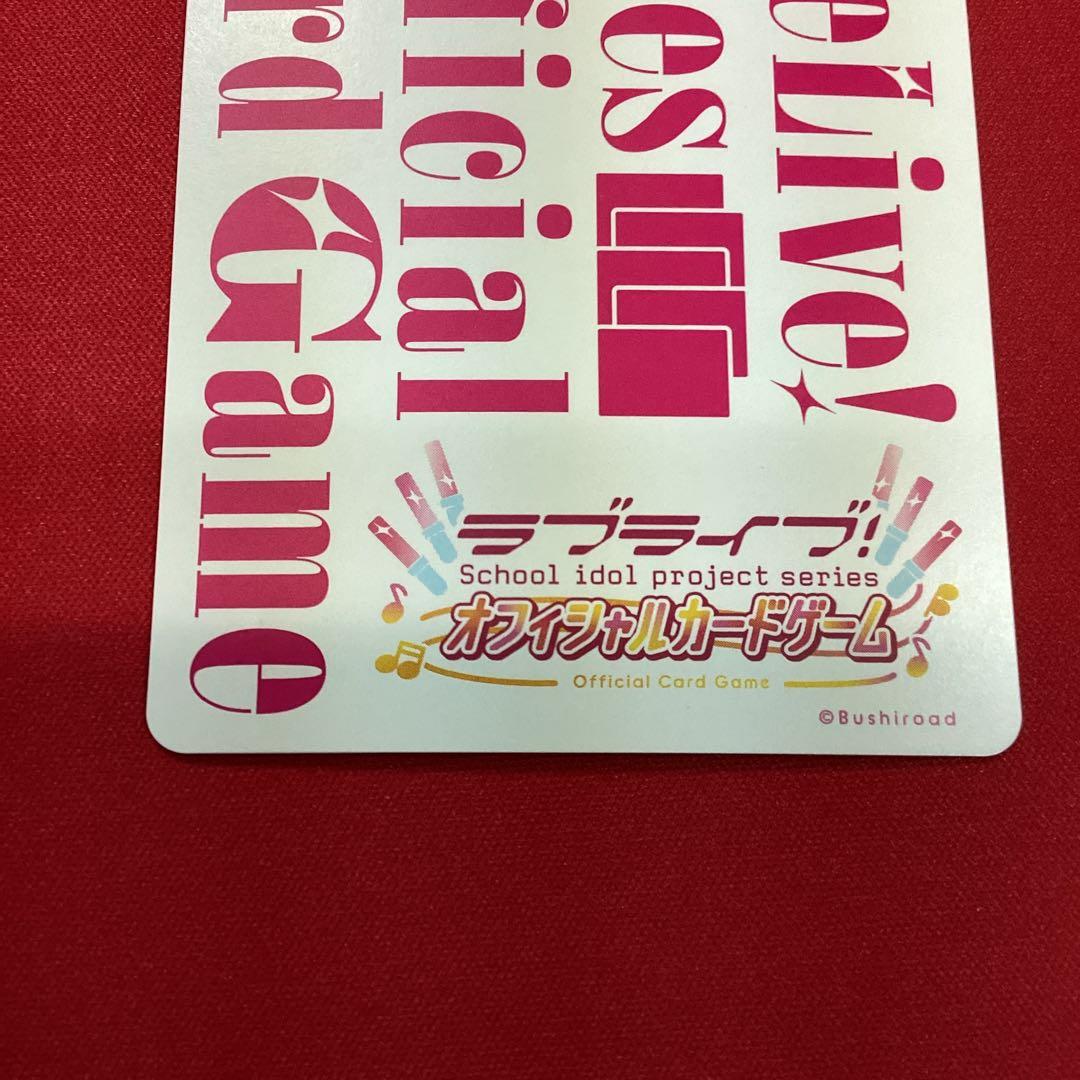 eLive!
es
ficial
rd Game
ラブライブ!
School idol project series
オフィシャルカードゲーム
Official Card Game
©Bushiroad